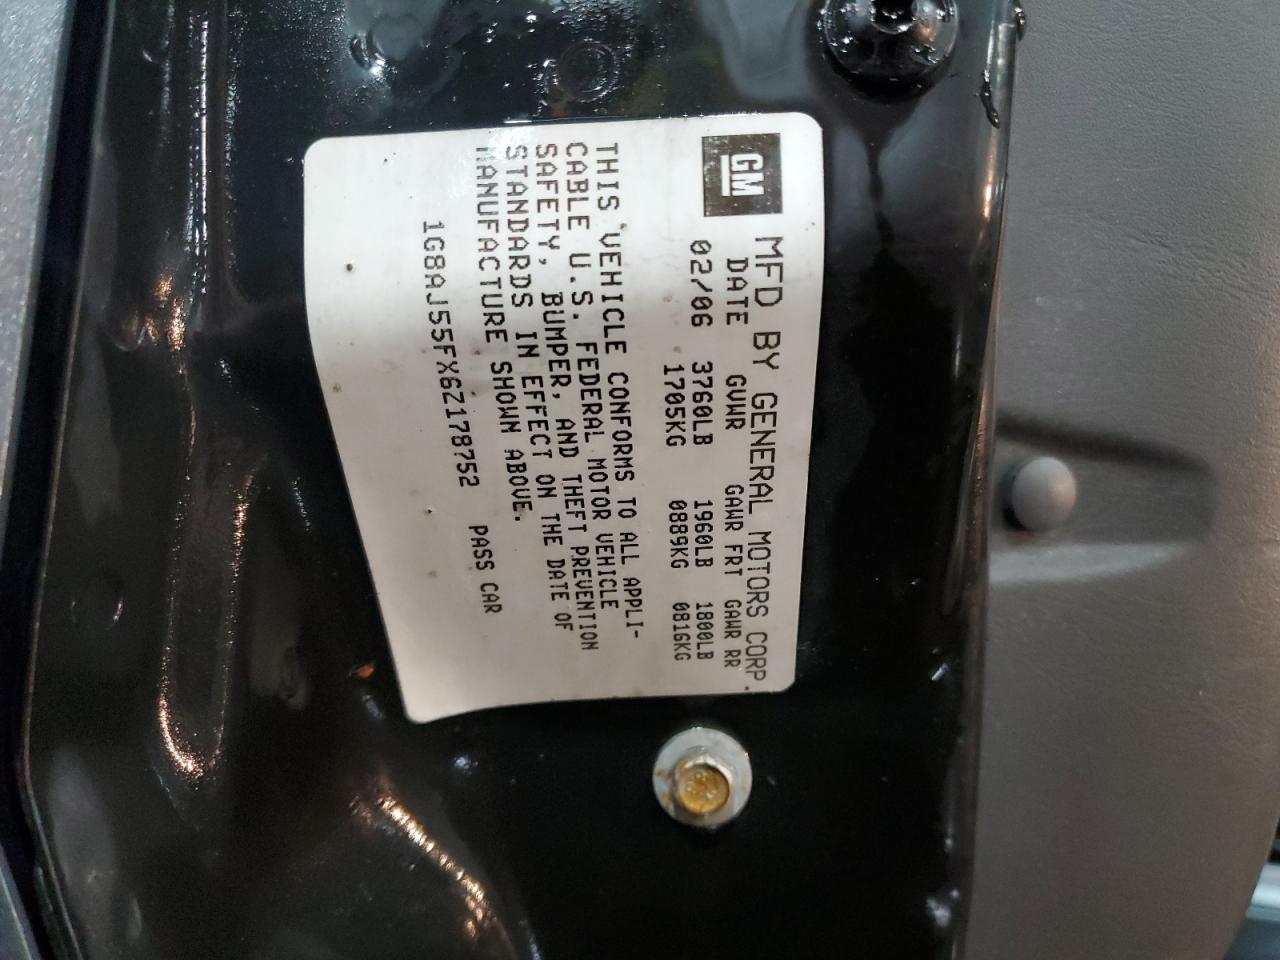 GM
MFD BY GENERAL MOTORS CORP.
DATE GVWR GAWR FRT GAWR RR
02/06 3760LB 1960LB 1800LB
1705KG 0889KG 0816KG
THIS VEHICLE CONFORMS TO ALL APPLI-
CABLE U.S. FEDERAL MOTOR VEHICLE
SAFETY, BUMPER, AND THEFT PREVENTION
STANDARDS IN EFFECT ON THE DATE OF
MANUFACTURE SHOWN ABOVE.
1G8AJ55FX6Z178752 PASS CAR